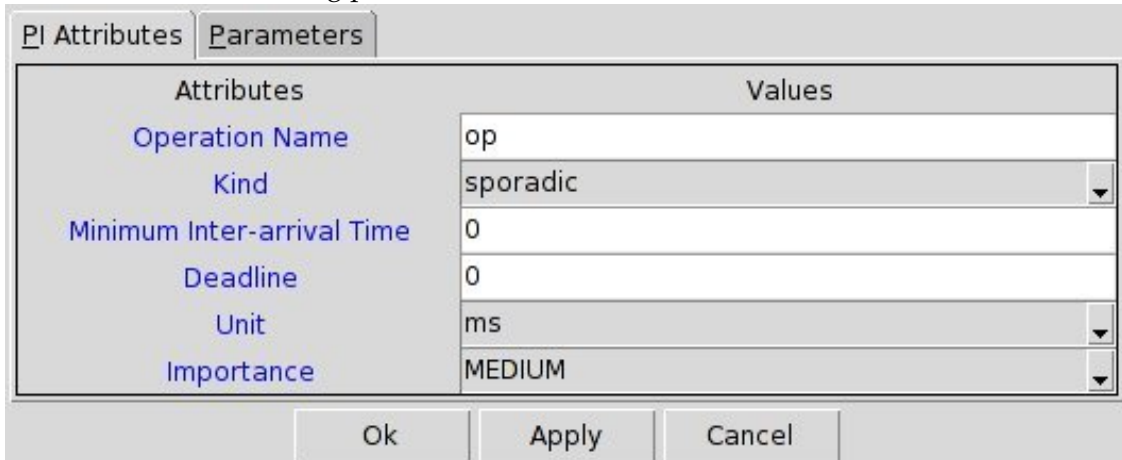 PI Attributes Parameters
Attributes Values
Operation Name op
Kind sporadic
Minimum Inter-arrival Time 0
Deadline 0
Unit ms
Importance MEDIUM
Ok Apply Cancel